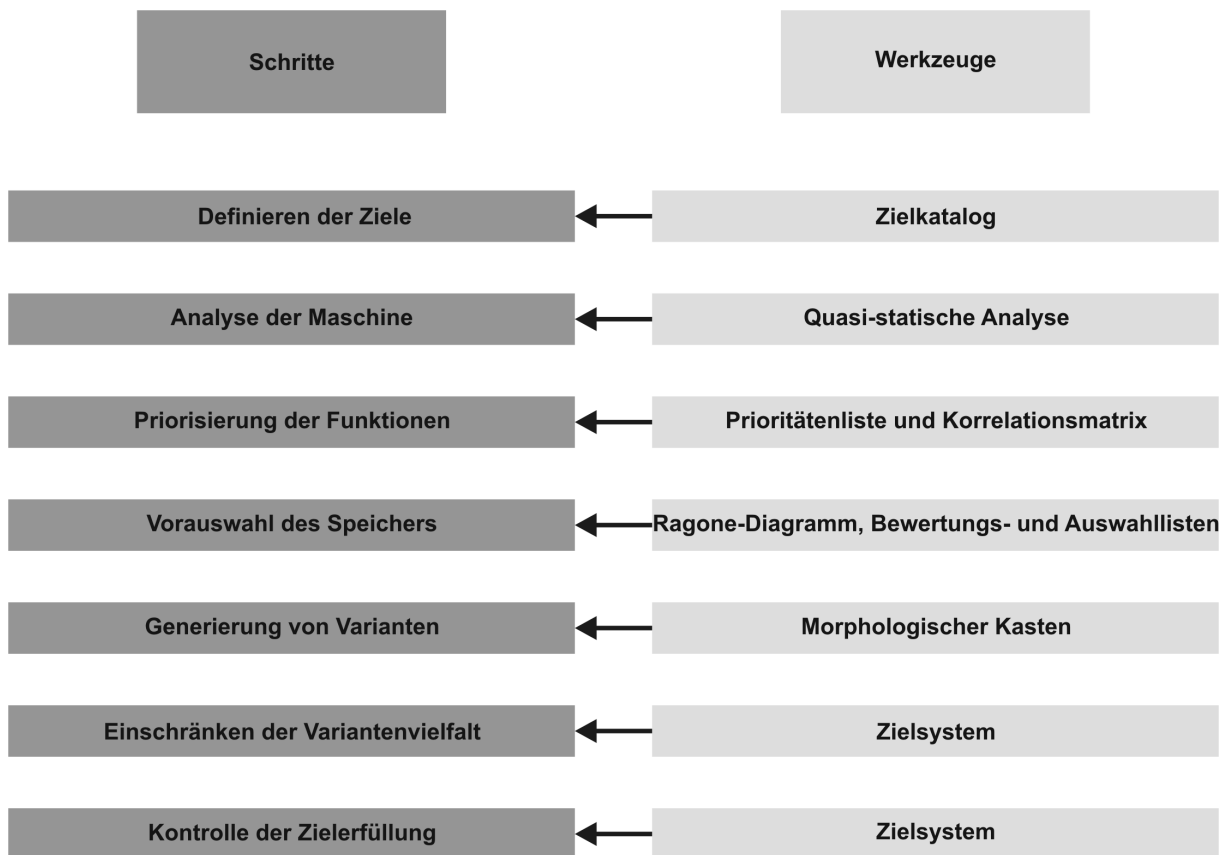 Schritte
Werkzeuge
Definieren der Ziele
Zielkatalog
Analyse der Maschine
Quasi-statische Analyse
Priorisierung der Funktionen
Prioritätenliste und Korrelationsmatrix
Vorauswahl des Speichers
Ragone-Diagramm, Bewertungs- und Auswahllisten
Generierung von Varianten
Morphologischer Kasten
Einschränken der Variantenvielfalt
Zielsystem
Kontrolle der Zielerfüllung
Zielsystem